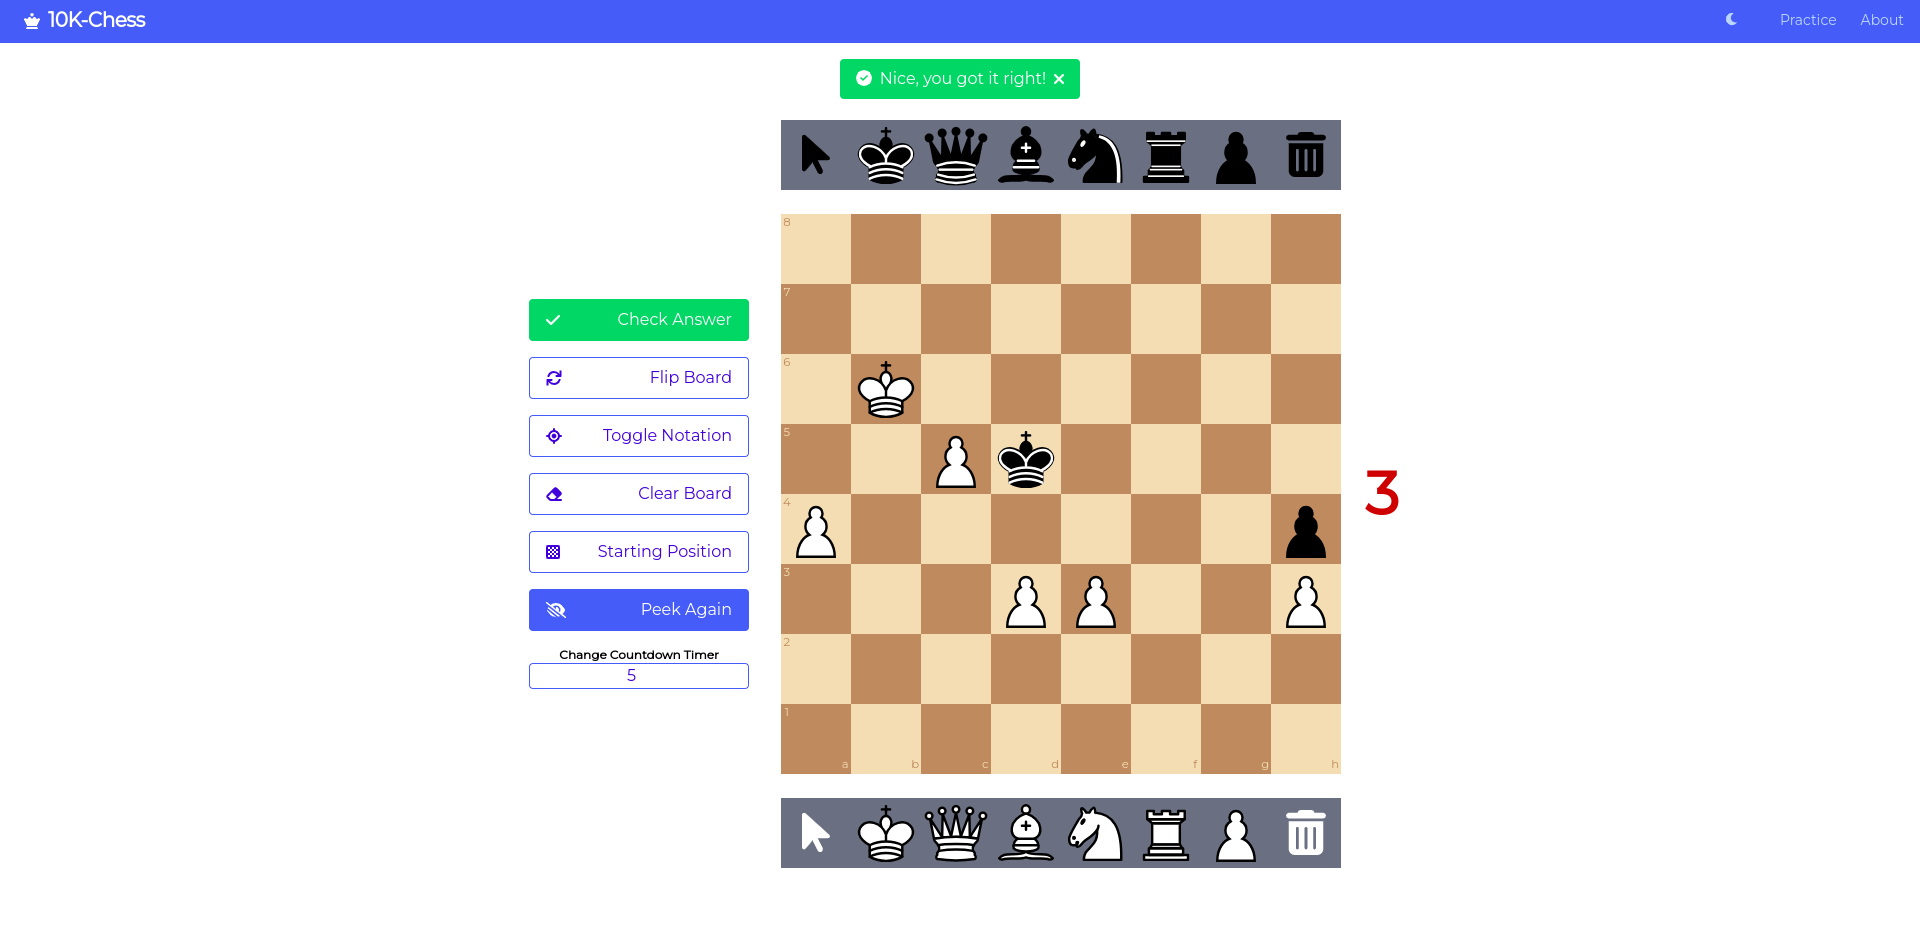 10K-Chess
Practice
About
Nice, you got it right!
Check Answer
Flip Board
Toggle Notation
Clear Board
Starting Position
Peek Again
Change Countdown Timer
5
8
7
6
5
4
3
2
1
a b c d e f g h
3